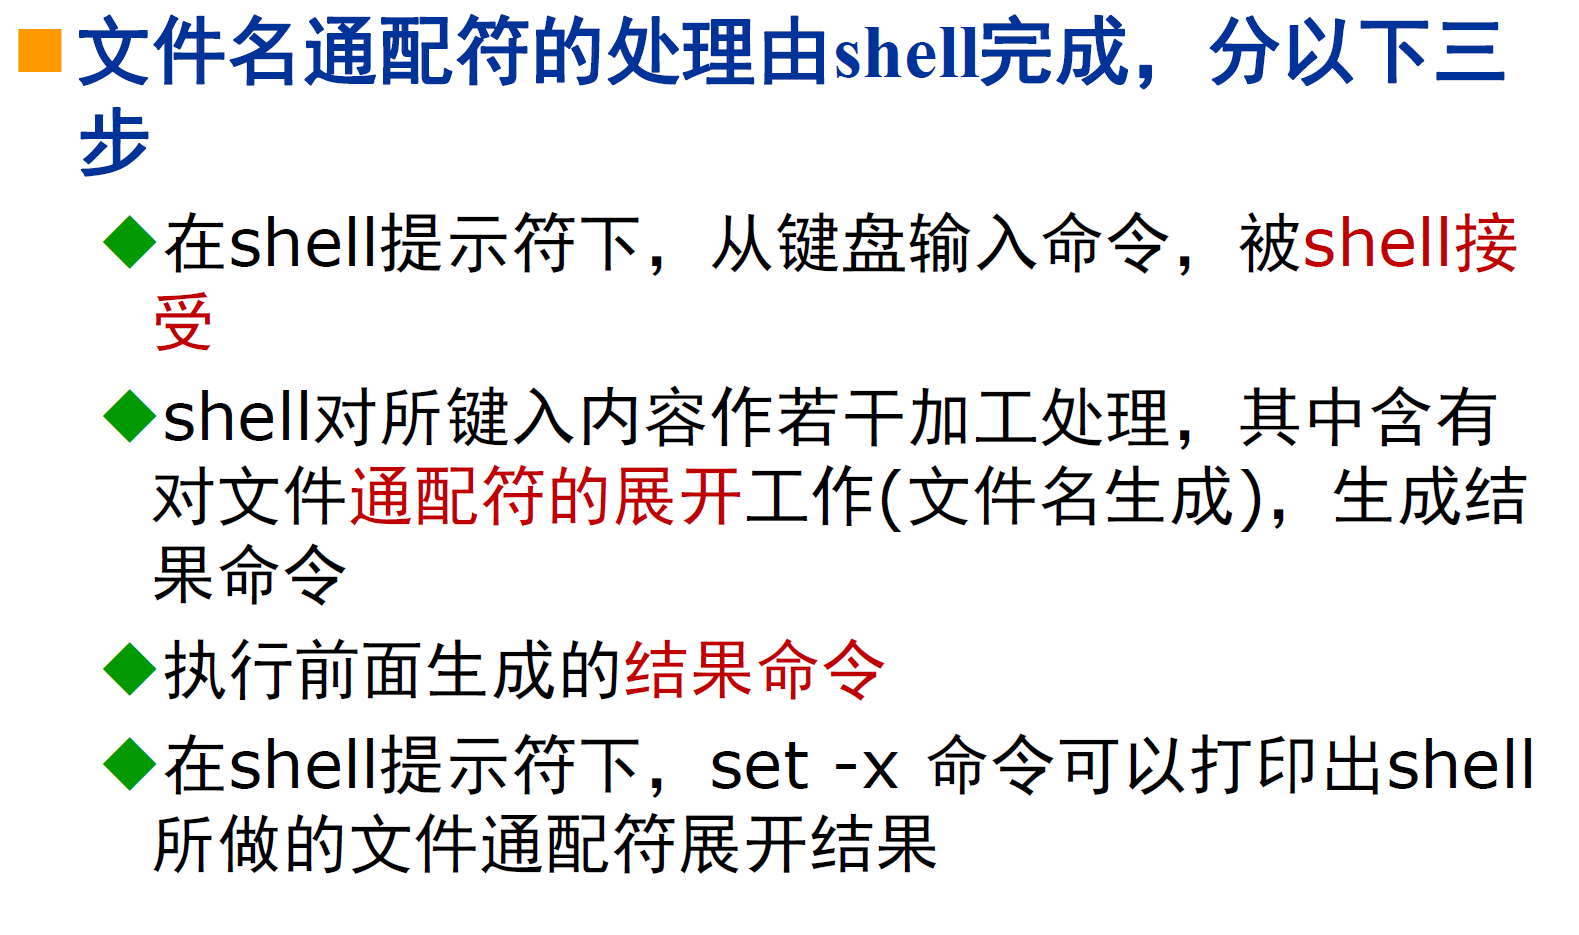 文件名通配符的处理由shell完成，分以下三
步
在shell提示符下，从键盘输入命令，被shell接
受
shell对所键入内容作若干加工处理，其中含有
对文件通配符的展开工作(文件名生成)，生成结
果命令
执行前面生成的结果命令
在shell提示符下，set -x 命令可以打印出shell
所做的文件通配符展开结果